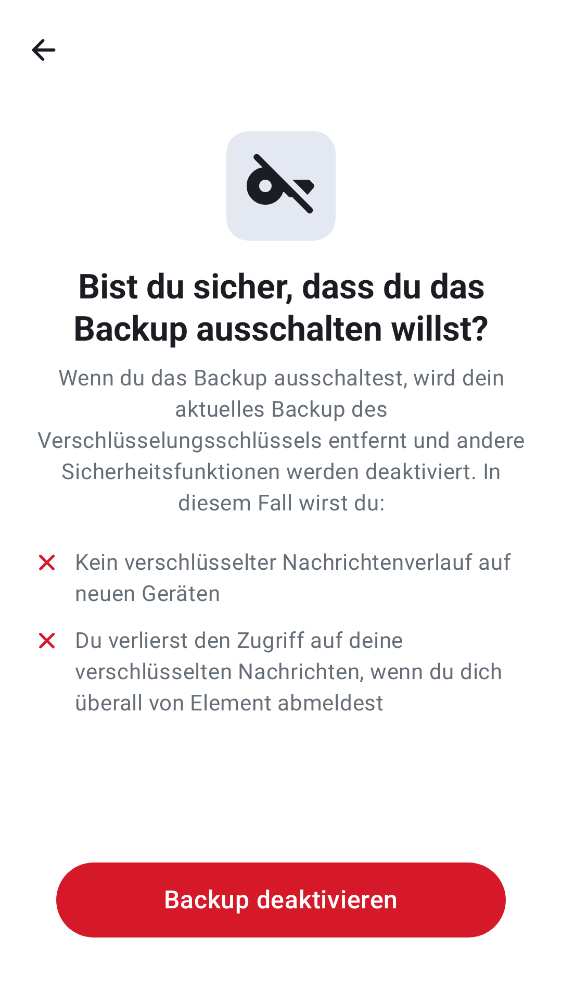 Bist du sicher, dass du das
Backup ausschalten willst?
Wenn du das Backup ausschaltest, wird dein
aktuelles Backup des
Verschlüsselungsschlüssels entfernt und andere
Sicherheitsfunktionen werden deaktiviert. In
diesem Fall wirst du:
Kein verschlüsselter Nachrichtenverlauf auf
neuen Geräten
Du verlierst den Zugriff auf deine
verschlüsselten Nachrichten, wenn du dich
überall von Element abmeldest
Backup deaktivieren